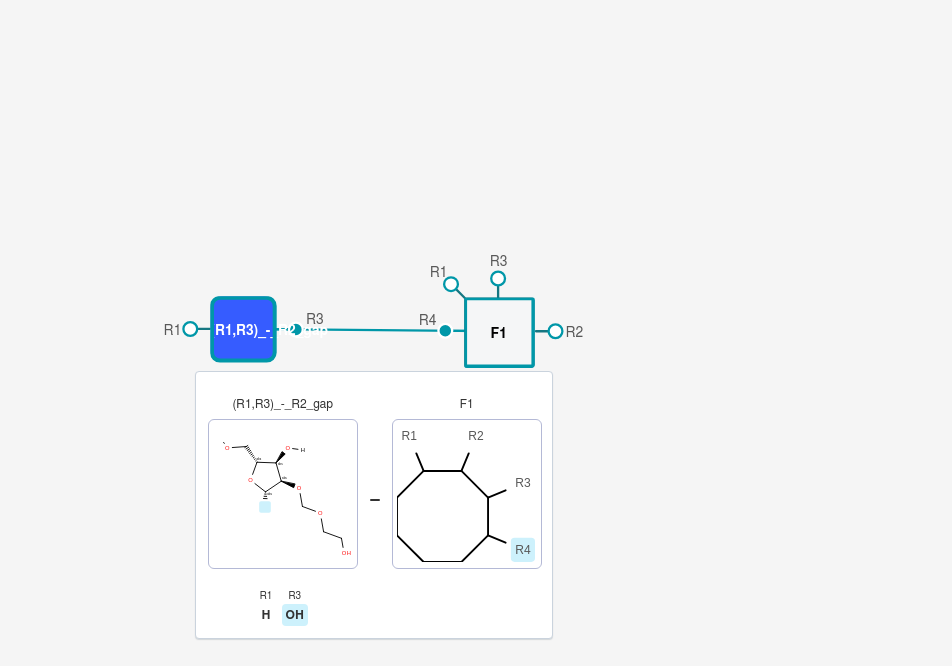 R3
R1
R3
R4
R1
R1,R3)_-_R2_gap
F1
R2
(R1,R3)_-_R2_gap
F1
R1
R2
O
O
H
O
O
R3
O
OH
R4
R1
R3
H
OH